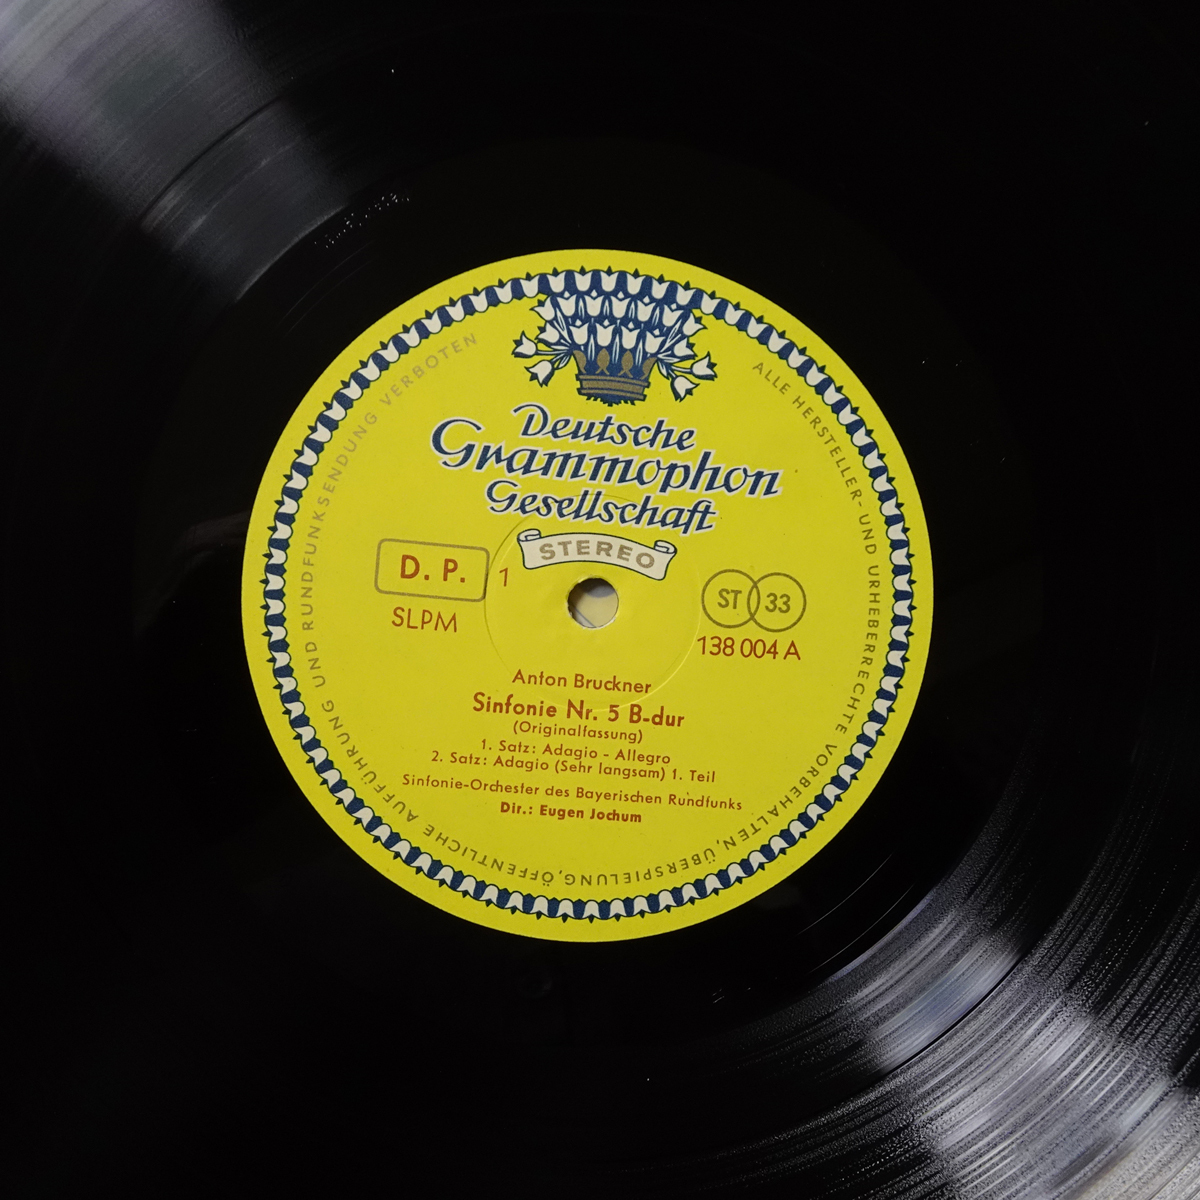 Deutsche
Grammophon
Gesellschaft
STEREO
D. P. 1
SLPM
ST 33
138 004 A
Anton Bruckner
Sinfonie Nr. 5 B-dur
(Originalfassung)
1. Satz: Adagio - Allegro
2. Satz: Adagio (Sehr langsam) 1. Teil
Sinfonie-Orchester des Bayerischen Rundfunks
Dir.: Eugen Jochum
ALLE HERSTELLER- UND URHEBERRECHTE VORBEHALTEN, ÜBERSPIELUNG, ÖFFENTLICHE AUFFÜHRUNG UND RUNDFUNKSENDUNG VERBOTEN